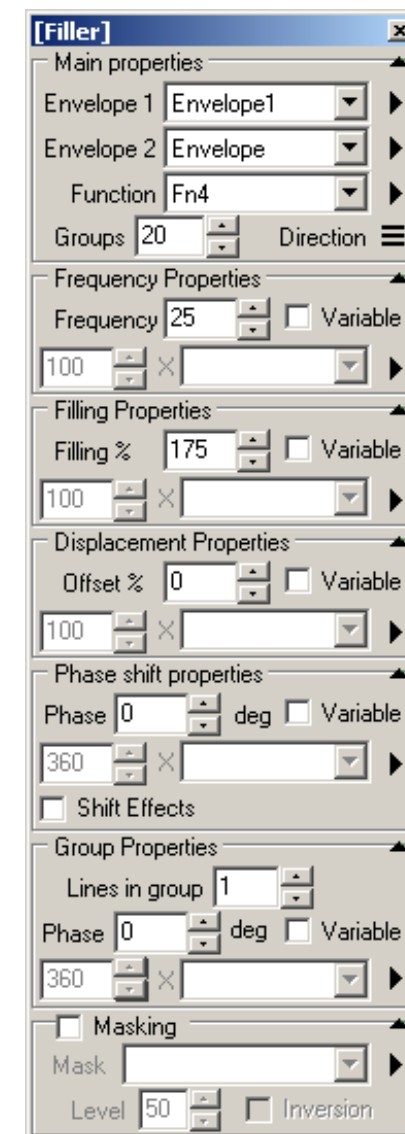 [Filler]
Main properties
Envelope 1 Envelope1
Envelope 2 Envelope
Function Fn4
Groups 20 Direction
Frequency Properties
Frequency 25 Variable
100 X
Filling Properties
Filling % 175 Variable
100 X
Displacement Properties
Offset % 0 Variable
100 X
Phase shift properties
Phase 0 deg Variable
360 X
Shift Effects
Group Properties
Lines in group 1
Phase 0 deg Variable
360 X
Masking
Mask
Level 50 Inversion